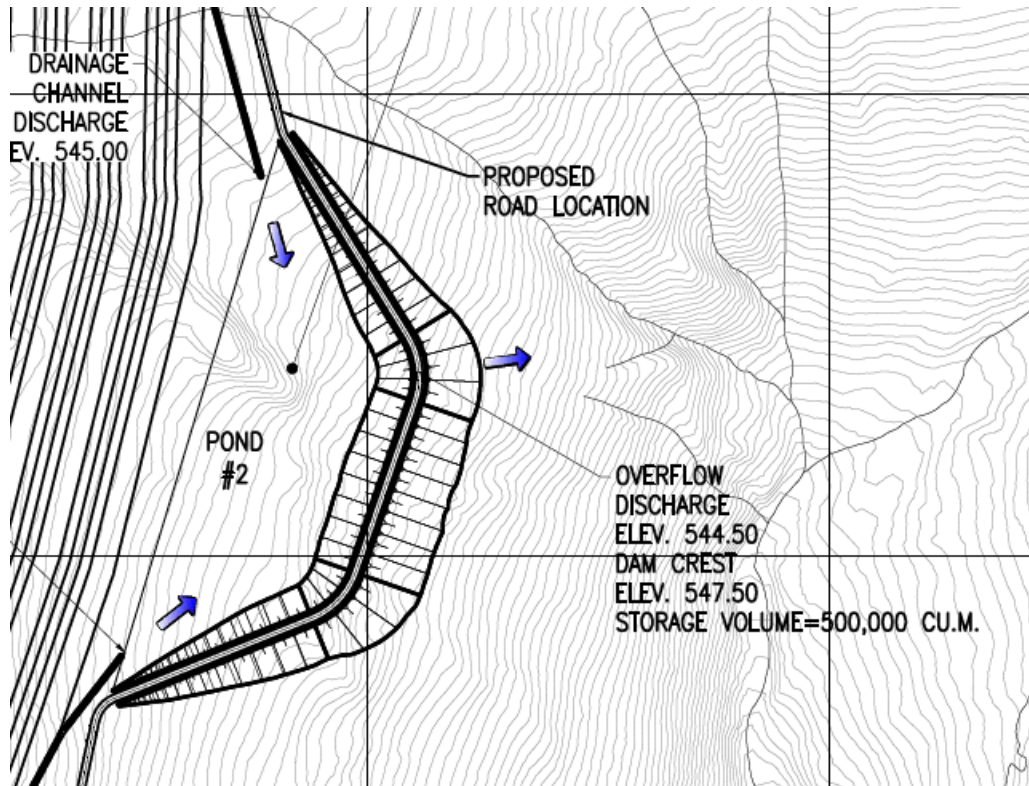 DRAINAGE
CHANNEL
DISCHARGE
EV. 545.00
PROPOSED
ROAD LOCATION
POND
#2
OVERFLOW
DISCHARGE
ELEV. 544.50
DAM CREST
ELEV. 547.50
STORAGE VOLUME=500,000 CU.M.